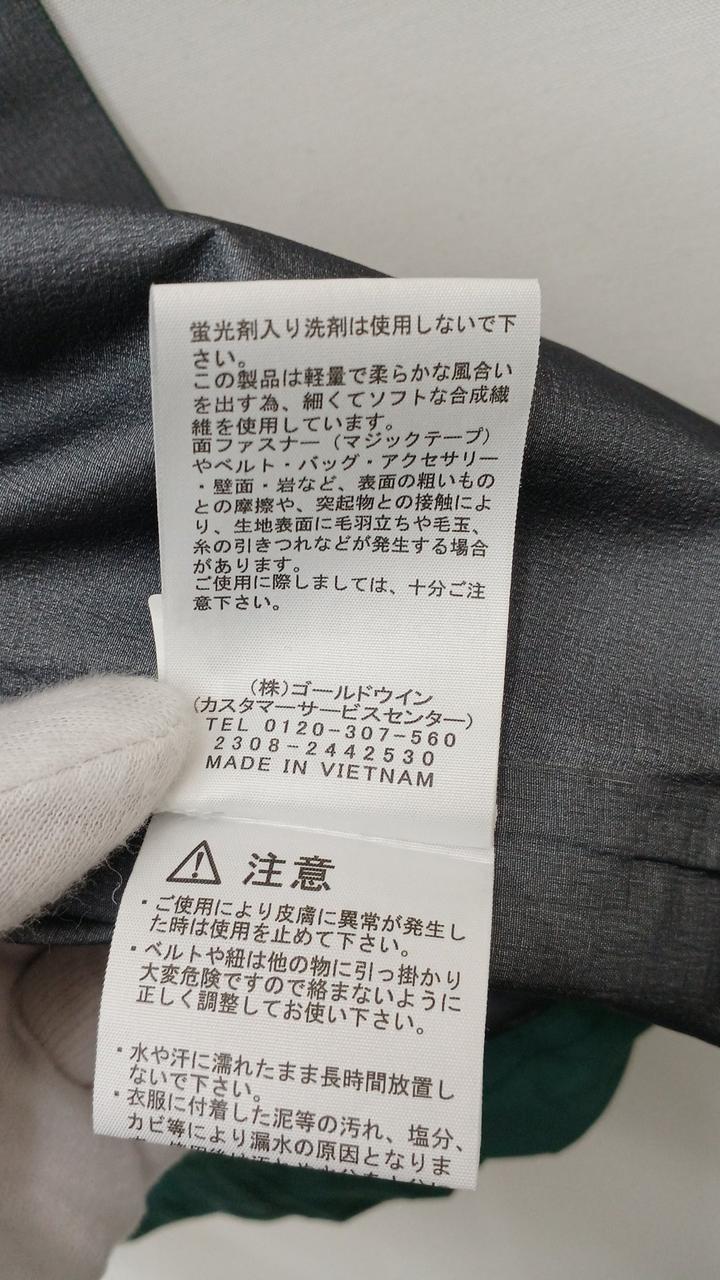 蛍光剤入り洗剤は使用しないで下
さい。
この製品は軽量で柔らかな風合い
を出す為、細くてソフトな合成繊
維を使用しています。
面ファスナー（マジックテープ）
やベルト・バッグ・アクセサリー
・壁面・岩など、表面の粗いもの
との摩擦や、突起物との接触によ
り、生地表面に毛羽立ちや毛玉、
糸の引きつれなどが発生する場合
があります。
ご使用に際しましては、十分ご注
意下さい。
(株)ゴールドウイン
(カスタマーサービスセンター)
TEL 0120-307-560
2308-2442530
MADE IN VIETNAM
注意
・ご使用により皮膚に異常が発生し
た時は使用を止めて下さい。
・ベルトや紐は他の物に引っ掛かり
大変危険ですので絡まないように
正しく調整してお使い下さい。
・水や汗に濡れたまま長時間放置し
ないで下さい。
・衣服に付着した泥等の汚れ、塩分、
カビ等により漏水の原因となりま